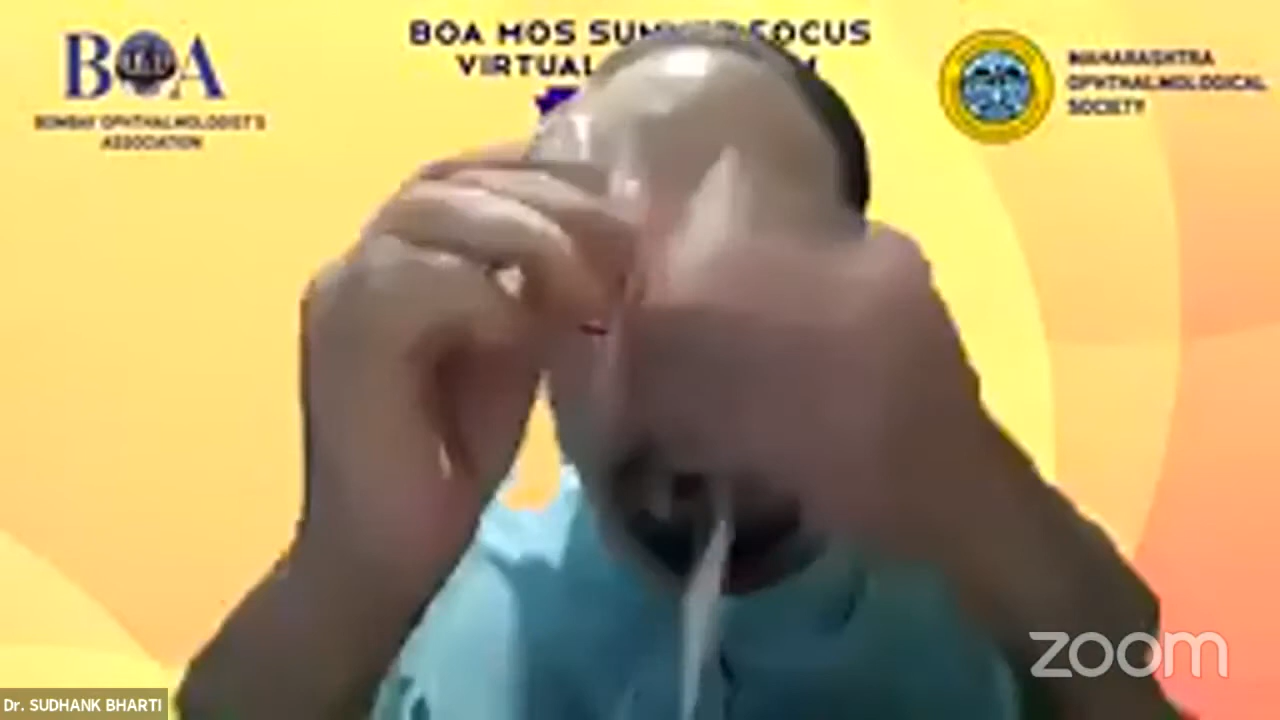 BOA
BOMBAY OPHTHALMOLOGIST'S
ASSOCIATION
BOA MOS SUMMER FOCUS
VIRTUAL
MAHARASHTRA
OPHTHALMOLOGICAL
SOCIETY
zoom
Dr. SUDHANK BHARTI